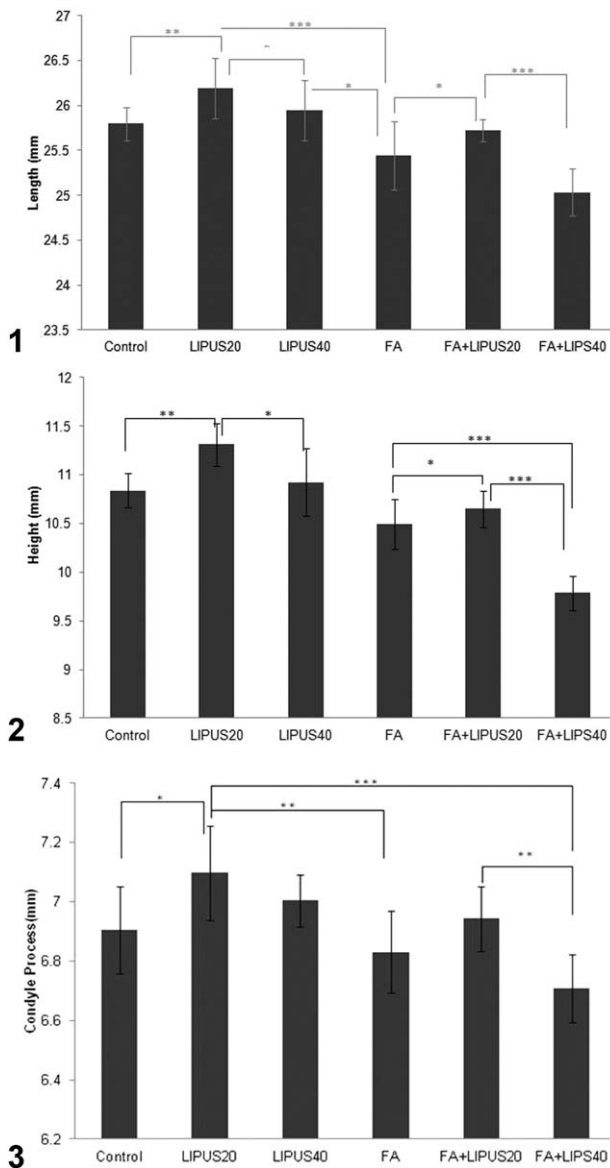 27
26.5
26
25.5
25
24.5
24
23.5
Length (mm
** *** * * ***
Control LIPUS20 LIPUS40 FA FA+LIPUS20 FA+LIPS40
1
12
11.5
11
10.5
10
9.5
9
8.5
Height (mm)
** * *** * ***
Control LIPUS20 LIPUS40 FA FA+LIPUS20 FA+LIPS40
2
7.4
7.2
7
6.8
6.6
6.4
6.2
Condyle Process(mm)
* ** *** **
Control LIPUS20 LIPUS40 FA FA+LIPUS20 FA+LIPS40
3